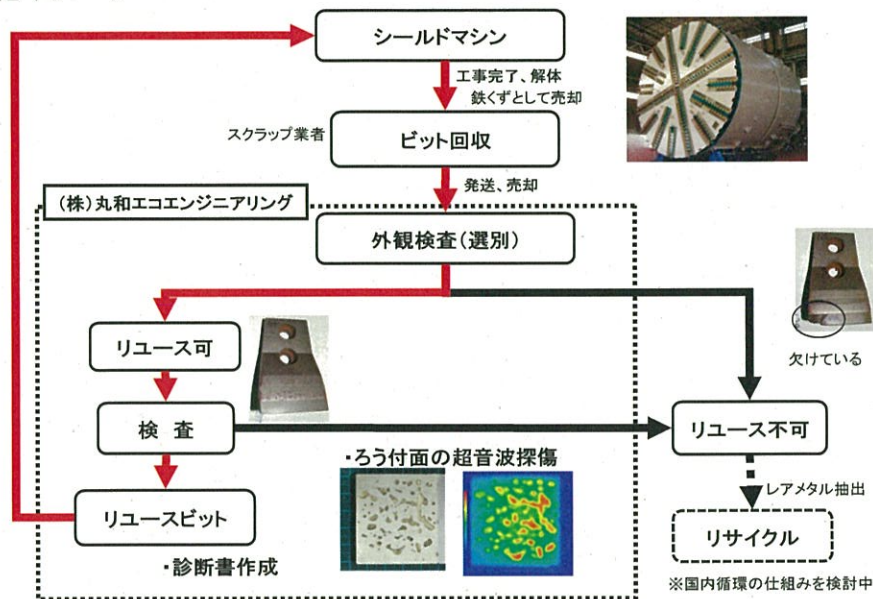 シールドマシン
工事完了、解体
鉄くずとして売却
スクラップ業者
ビット回収
発送、売却
(株)丸和エコエンジニアリング
外観検査(選別)
リユース可
欠けている
検 査
リユース不可
・ろう付面の超音波探傷
レアメタル抽出
リユースビット
リサイクル
・診断書作成
※国内循環の仕組みを検討中